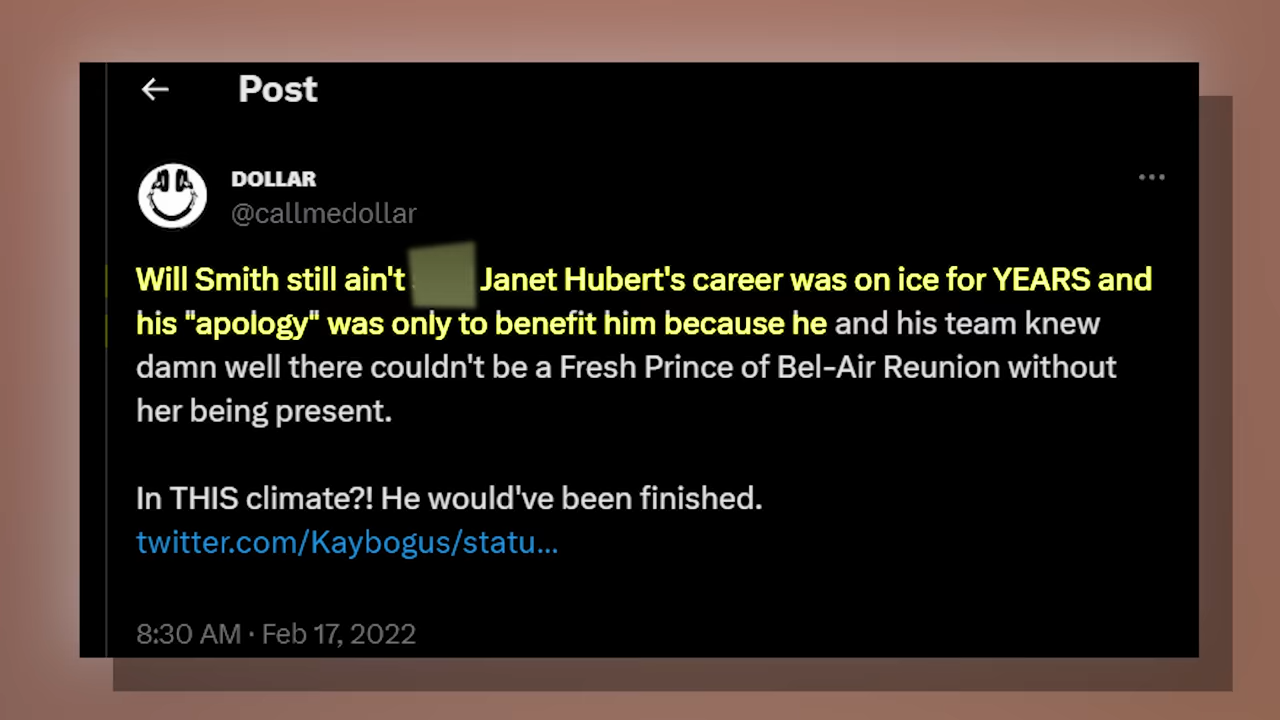 Post
DOLLAR
@callmedollar
Will Smith still ain't Janet Hubert's career was on ice for YEARS and
his "apology" was only to benefit him because he and his team knew
damn well there couldn't be a Fresh Prince of Bel-Air Reunion without
her being present.
In THIS climate?! He would've been finished.
twitter.com/Kaybogus/statu...
8:30 AM · Feb 17, 2022